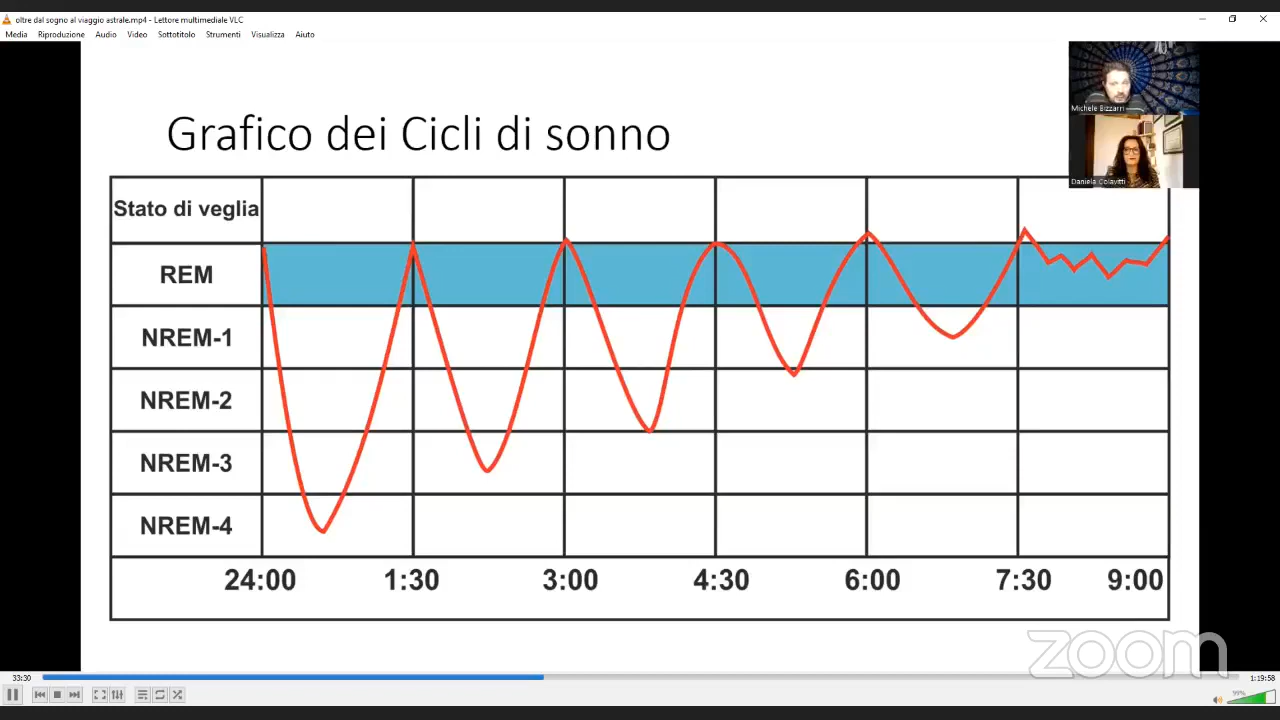 oltre dal sogno al viaggio astrale.mp4 - Lettore multimediale VLC
Media Riproduzione Audio Video Sottotitolo Strumenti Visualizza Aiuto
Michele Bizzarri
Grafico dei Cicli di sonno
Daniela Colavitti
Stato di veglia
REM
NREM-1
NREM-2
NREM-3
NREM-4
24:00 1:30 3:00 4:30 6:00 7:30 9:00
zoom
33:30 1:19:58
99%